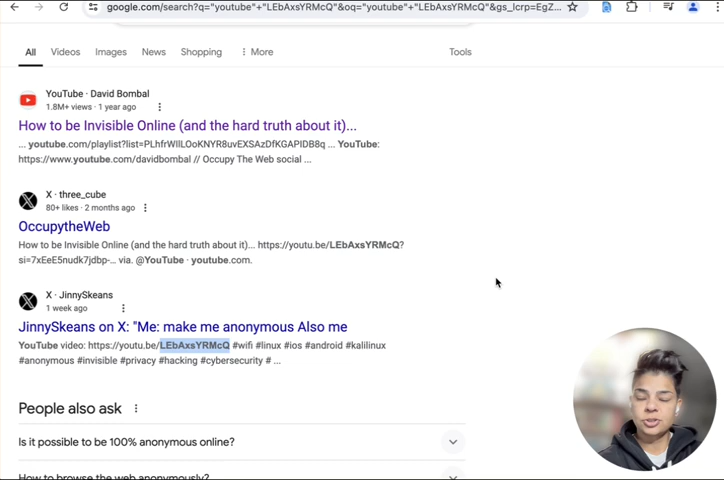 google.com/search?q="youtube"+"LEbAxsYRMcQ"&oq="youtube"+"LEbAxsYRMcQ"&gs_lcrp=EgZ...
All Videos Images News Shopping More Tools
YouTube · David Bombal
1.8M+ views · 1 year ago
How to be Invisible Online (and the hard truth about it)...
... youtube.com/playlist?list=PLhfrWIlLOoKNYR8uvEXSAzDfKGAPIDB8q ... YouTube:
https://www.youtube.com/davidbombal // Occupy The Web social ...
X · three_cube
80+ likes · 2 months ago
OccupytheWeb
How to be Invisible Online (and the hard truth about it)... https://youtu.be/LEbAxsYRMcQ?
si=7xEeE5nudk7jdbp-... via. @YouTube · youtube.com.
X · JinnySkeans
1 week ago
JinnySkeans on X: "Me: make me anonymous Also me
YouTube video: https://youtu.be/LEbAxsYRMcQ #wifi #linux #ios #android #kalilinux
#anonymous #invisible #privacy #hacking #cybersecurity # ...
People also ask
Is it possible to be 100% anonymous online?
How to browse the web anonymously?